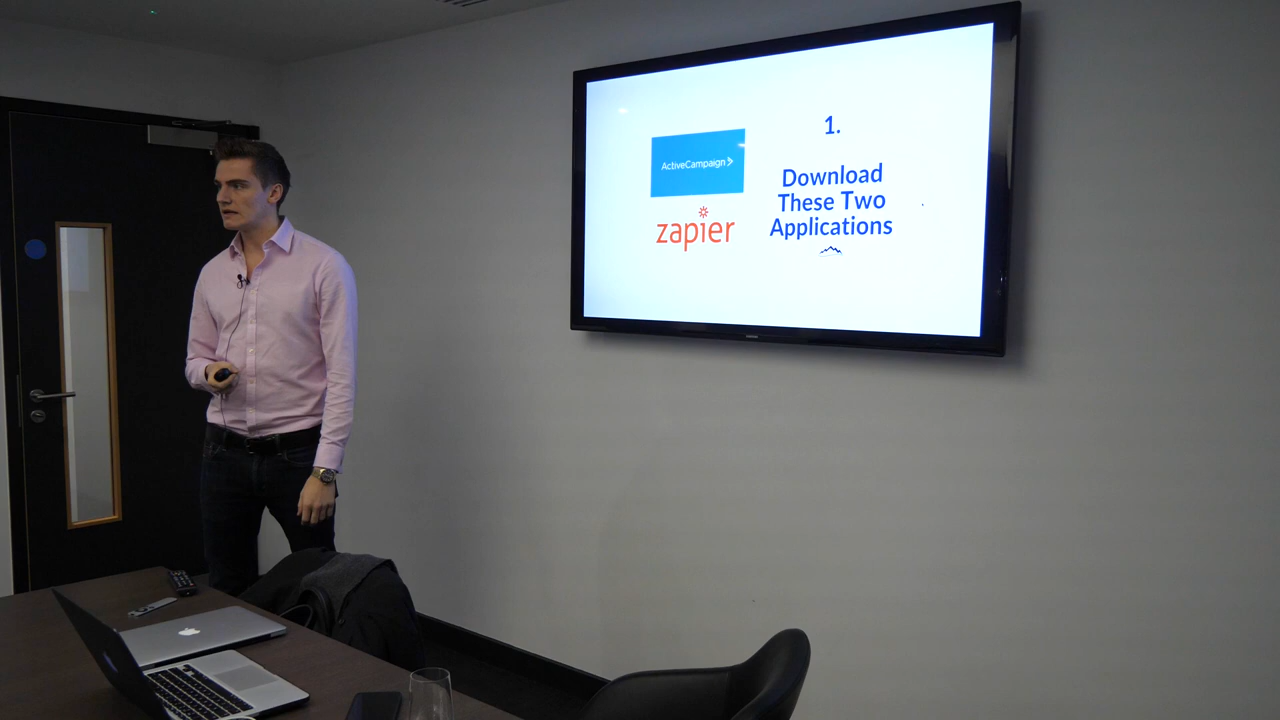 ActiveCampaign >
zapier
1.
Download
These Two
Applications